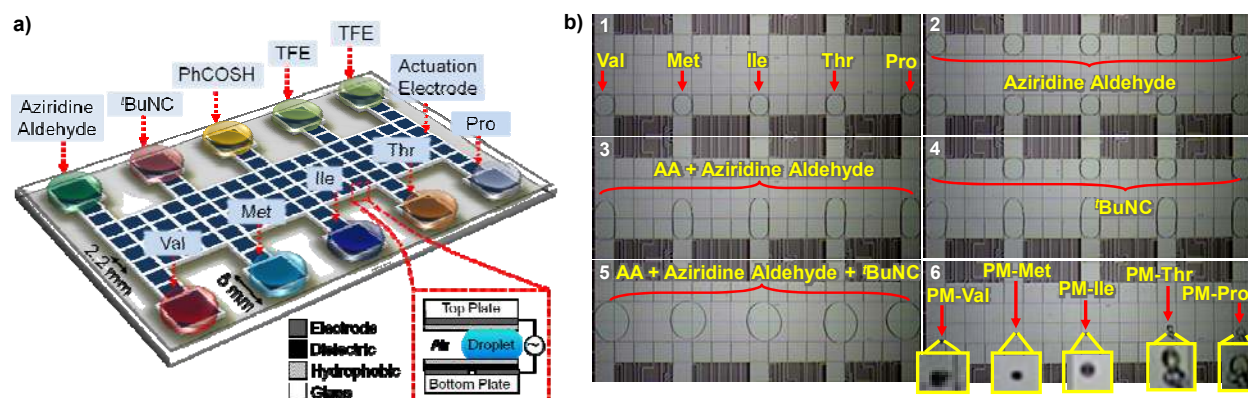 a)
TFE
TFE
PhCOSH
Actuation
Electrode
ᵗBuNC
Aziridine
Aldehyde
Pro
Thr
Ile
Met
Val
2.2 mm
8 mm
Electrode
Dielectric
Hydrophobic
Glass
Top Plate
Air
Droplet
Bottom Plate
b)
1
Val
Met
Ile
Thr
Pro
2
Aziridine Aldehyde
3
AA + Aziridine Aldehyde
4
ᵗBuNC
5
AA + Aziridine Aldehyde + ᵗBuNC
6
PM-Val
PM-Met
PM-Ile
PM-Thr
PM-Pro